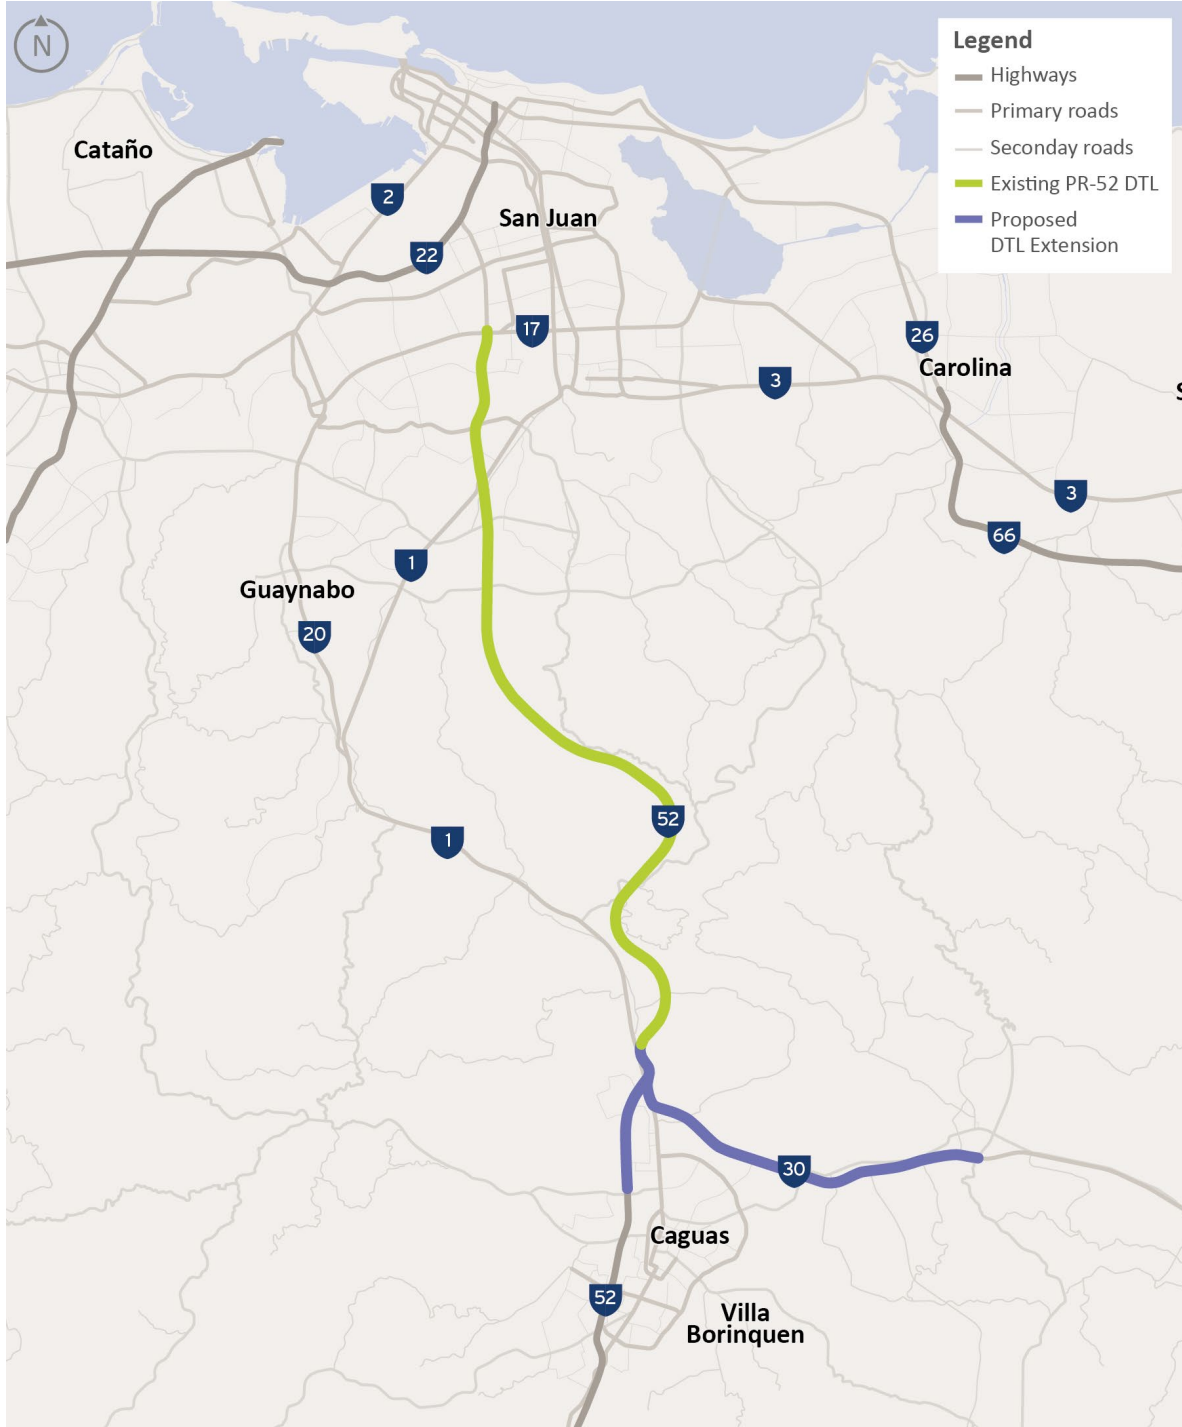 N
Legend
Highways
Primary roads
Seconday roads
Existing PR-52 DTL
Proposed
DTL Extension
Cataño
2
San Juan
22
17
26
Carolina
3
S
3
66
1
Guaynabo
20
52
1
30
Caguas
52
Villa
Borinquen